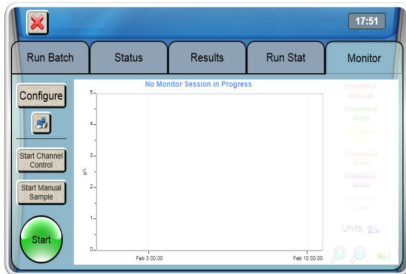 17:51
Run Batch
Status
Results
Run Stat
Monitor
Configure
Start Channel
Control
Start Manual
Sample
Start
No Monitor Session in Progress
5
4
3
g/L
2
1
0
Feb 3 00:00
Feb 10 00:00
Units g/L